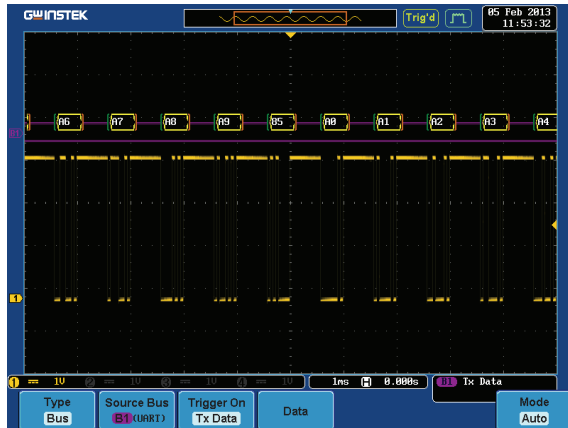 GWINSTEK
Trig'd
05 Feb 2013
11:53:32
A6 A7 A8 A9 B5 A0 A1 A2 A3 A4
B1
1
1 1V 2 1V 3 1V 4 1V 1ms H 0.000s B1 Tx Data
Type Source Bus Trigger On Data Mode
Bus B1 (UART) Tx Data Auto